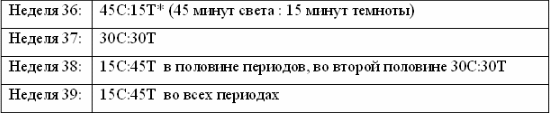 Неделя 36: 45С:15Т* (45 минут света : 15 минут темноты)
Неделя 37: 30С:30Т
Неделя 38: 15С:45Т в половине периодов, во второй половине 30С:30Т
Неделя 39: 15С:45Т во всех периодах